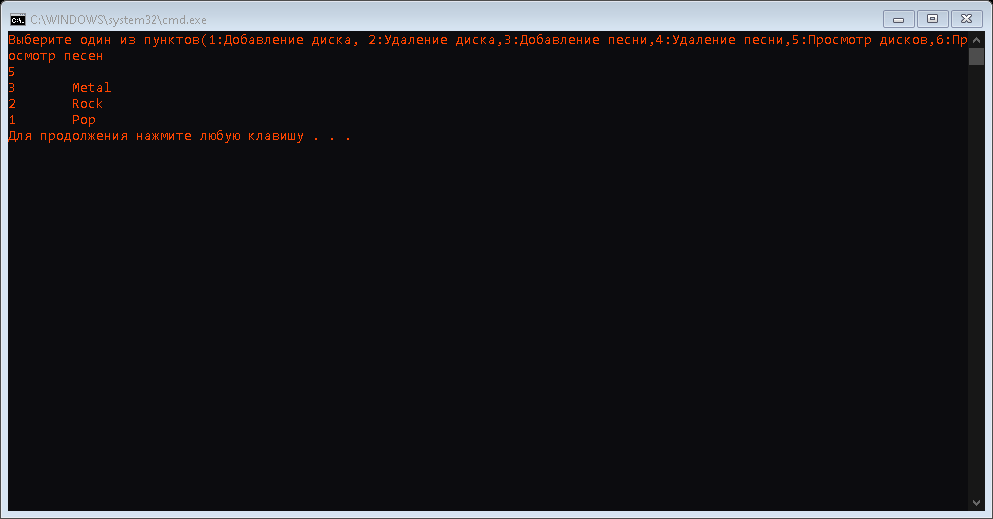 C:\WINDOWS\system32\cmd.exe
Выберите один из пунктов(1:Добавление диска, 2:Удаление диска,3:Добавление песни,4:Удаление песни,5:Просмотр дисков,6:Пр
осмотр песен
5
3 Metal
2 Rock
1 Pop
Для продолжения нажмите любую клавишу . . .